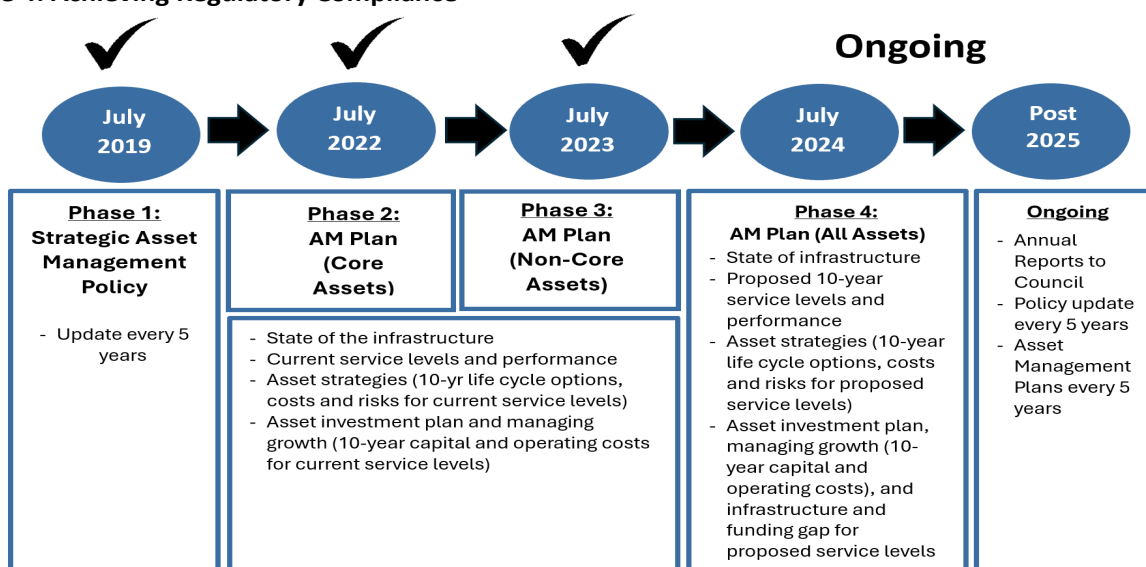 Achieving Regulatory Compliance
Ongoing
July
2019
July
2022
July
2023
July
2024
Post
2025
Phase 1:
Strategic Asset
Management
Policy
- Update every 5
years
Phase 2:
AM Plan
(Core
Assets)
Phase 3:
AM Plan
(Non-Core
Assets)
- State of the infrastructure
- Current service levels and performance
- Asset strategies (10-yr life cycle options,
costs and risks for current service levels)
- Asset investment plan and managing
growth (10-year capital and operating costs
for current service levels)
Phase 4:
AM Plan (All Assets)
- State of infrastructure
- Proposed 10-year
service levels and
performance
- Asset strategies (10-year
life cycle options, costs
and risks for proposed
service levels)
- Asset investment plan,
managing growth (10-
year capital and
operating costs), and
infrastructure and
funding gap for
proposed service levels
Ongoing
- Annual
Reports to
Council
- Policy update
every 5 years
- Asset
Management
Plans every 5
years